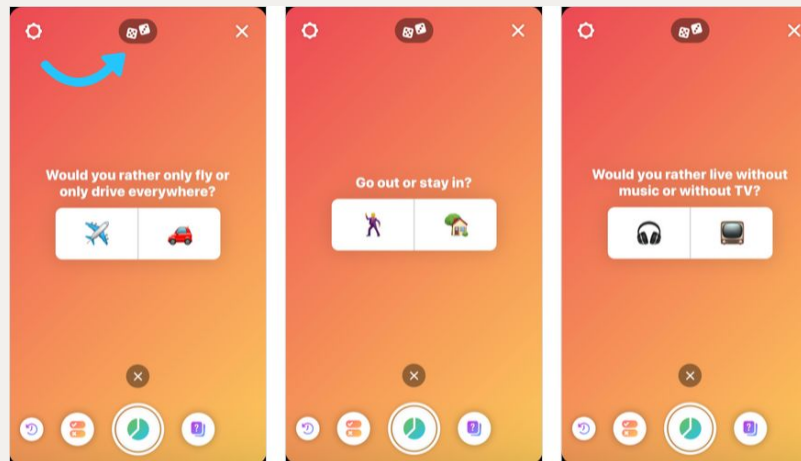 Would you rather only fly or
only drive everywhere?
Go out or stay in?
Would you rather live without
music or without TV?